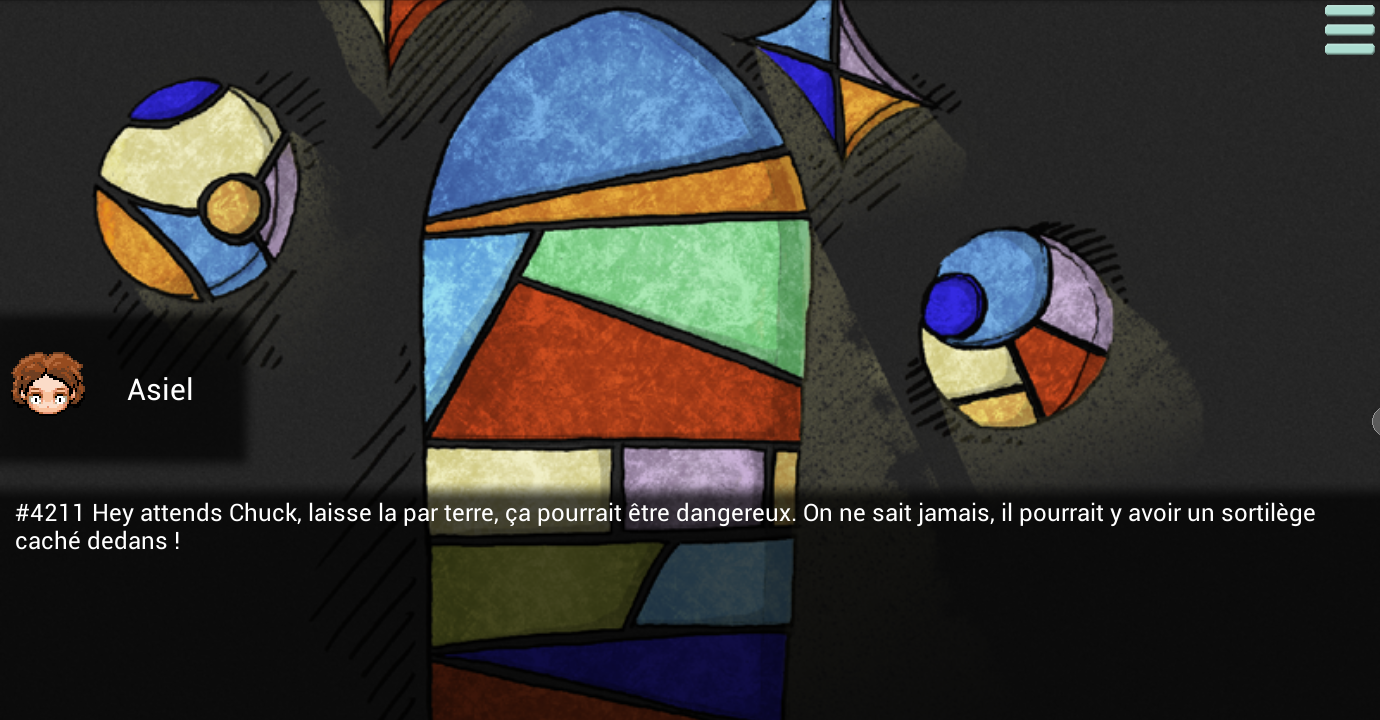 Asiel
#4211 Hey attends Chuck, laisse la par terre, ça pourrait être dangereux. On ne sait jamais, il pourrait y avoir un sortilège
caché dedans !